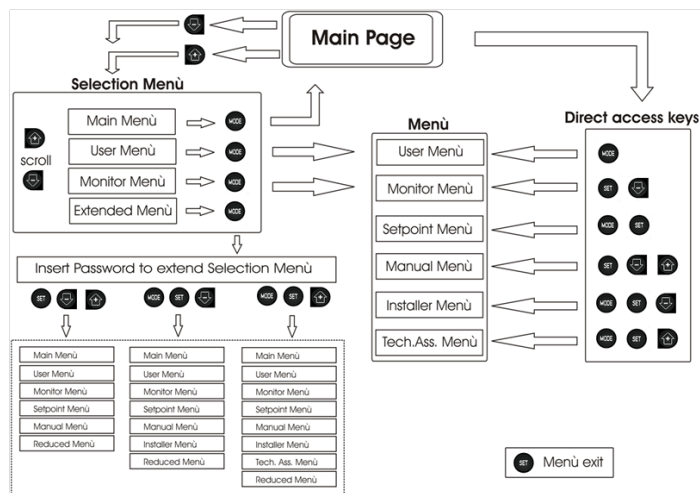 Main Page
Selection Menù
Main Menù
MODE
User Menù
MODE
scroll
Monitor Menù
MODE
Extended Menù
MODE
Menù
User Menù
Monitor Menù
Setpoint Menù
Manual Menù
Installer Menù
Tech.Ass. Menù
Direct access keys
MODE
SET
MODE SET
SET
MODE SET
MODE SET
Insert Password to extend Selection Menù
SET
MODE SET
MODE SET
Main Menù
User Menù
Monitor Menù
Setpoint Menù
Manual Menù
Reduced Menù
Main Menù
User Menù
Monitor Menù
Setpoint Menù
Manual Menù
Installer Menù
Reduced Menù
Main Menù
User Menù
Monitor Menù
Setpoint Menù
Manual Menù
Installer Menù
Tech. Ass. Menù
Reduced Menù
SET Menù exit